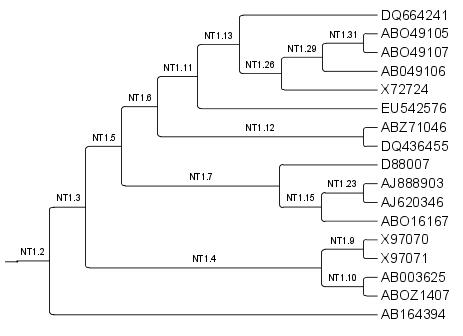 DQ664241
NT1.31
ABO49105
NT1.13
NT1.29
ABO49107
NT1.26
AB049106
NT1.11
X72724
NT1.6
EU542576
NT1.12
ABZ71046
NT1.5
DQ436455
D88007
NT1.7
NT1.23
AJ888903
NT1.15
AJ620346
NT1.3
ABO16167
NT1.9
X97070
NT1.2
NT1.4
X97071
NT1.10
AB003625
ABOZ1407
AB164394